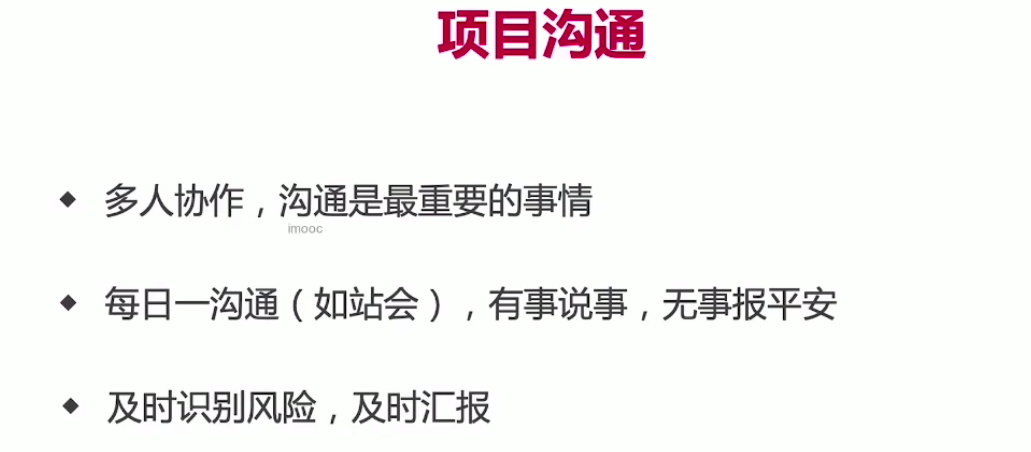 项目沟通
◆ 多人协作，沟通是最重要的事情
imooc
◆ 每日一沟通（如站会），有事说事，无事报平安
◆ 及时识别风险，及时汇报